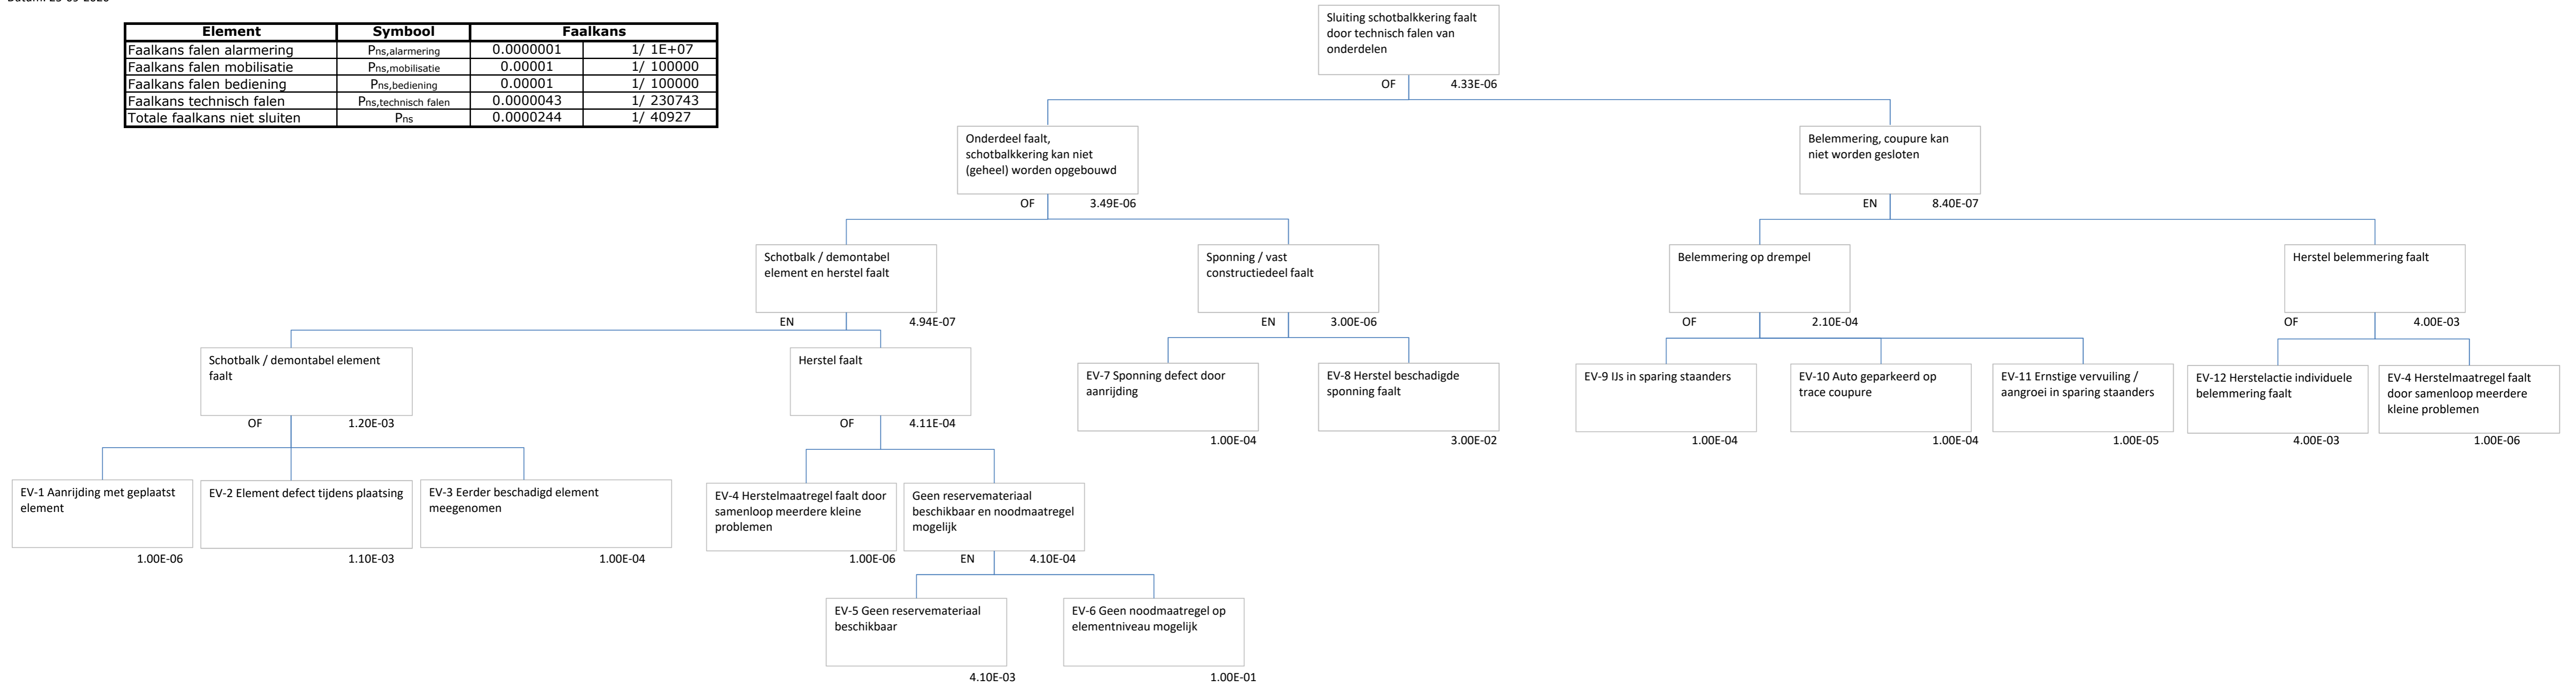 Element Symbool Faalkans
Faalkans falen alarmering Pns,alarmering 0.0000001 1/ 1E+07
Faalkans falen mobilisatie Pns,mobilisatie 0.00001 1/ 100000
Faalkans falen bediening Pns,bediening 0.00001 1/ 100000
Faalkans technisch falen Pns,technisch falen 0.0000043 1/ 230743
Totale faalkans niet sluiten Pns 0.0000244 1/ 40927
Sluiting schotbalkkering faalt
door technisch falen van
onderdelen
OF 4.33E-06
Onderdeel faalt,
schotbalkkering kan niet
(geheel) worden opgebouwd
OF 3.49E-06
Belemmering, coupure kan
niet worden gesloten
EN 8.40E-07
Schotbalk / demontabel
element en herstel faalt
EN 4.94E-07
Sponning / vast
constructiedeel faalt
EN 3.00E-06
Belemmering op drempel
OF 2.10E-04
Herstel belemmering faalt
OF 4.00E-03
Schotbalk / demontabel element
faalt
OF 1.20E-03
Herstel faalt
OF 4.11E-04
EV-7 Sponning defect door
aanrijding
1.00E-04
EV-8 Herstel beschadigde
sponning faalt
3.00E-02
EV-9 IJs in sparing staanders
1.00E-04
EV-10 Auto geparkeerd op
trace coupure
1.00E-04
EV-11 Ernstige vervuiling /
aangroei in sparing staanders
1.00E-05
EV-12 Herstelactie individuele
belemmering faalt
4.00E-03
EV-4 Herstelmaatregel faalt
door samenloop meerdere
kleine problemen
1.00E-06
EV-1 Aanrijding met geplaatst
element
1.00E-06
EV-2 Element defect tijdens plaatsing
1.10E-03
EV-3 Eerder beschadigd element
meegenomen
1.00E-04
EV-4 Herstelmaatregel faalt door
samenloop meerdere kleine
problemen
1.00E-06
Geen reservemateriaal
beschikbaar en noodmaatregel
mogelijk
EN 4.10E-04
EV-5 Geen reservemateriaal
beschikbaar
4.10E-03
EV-6 Geen noodmaatregel op
elementniveau mogelijk
1.00E-01